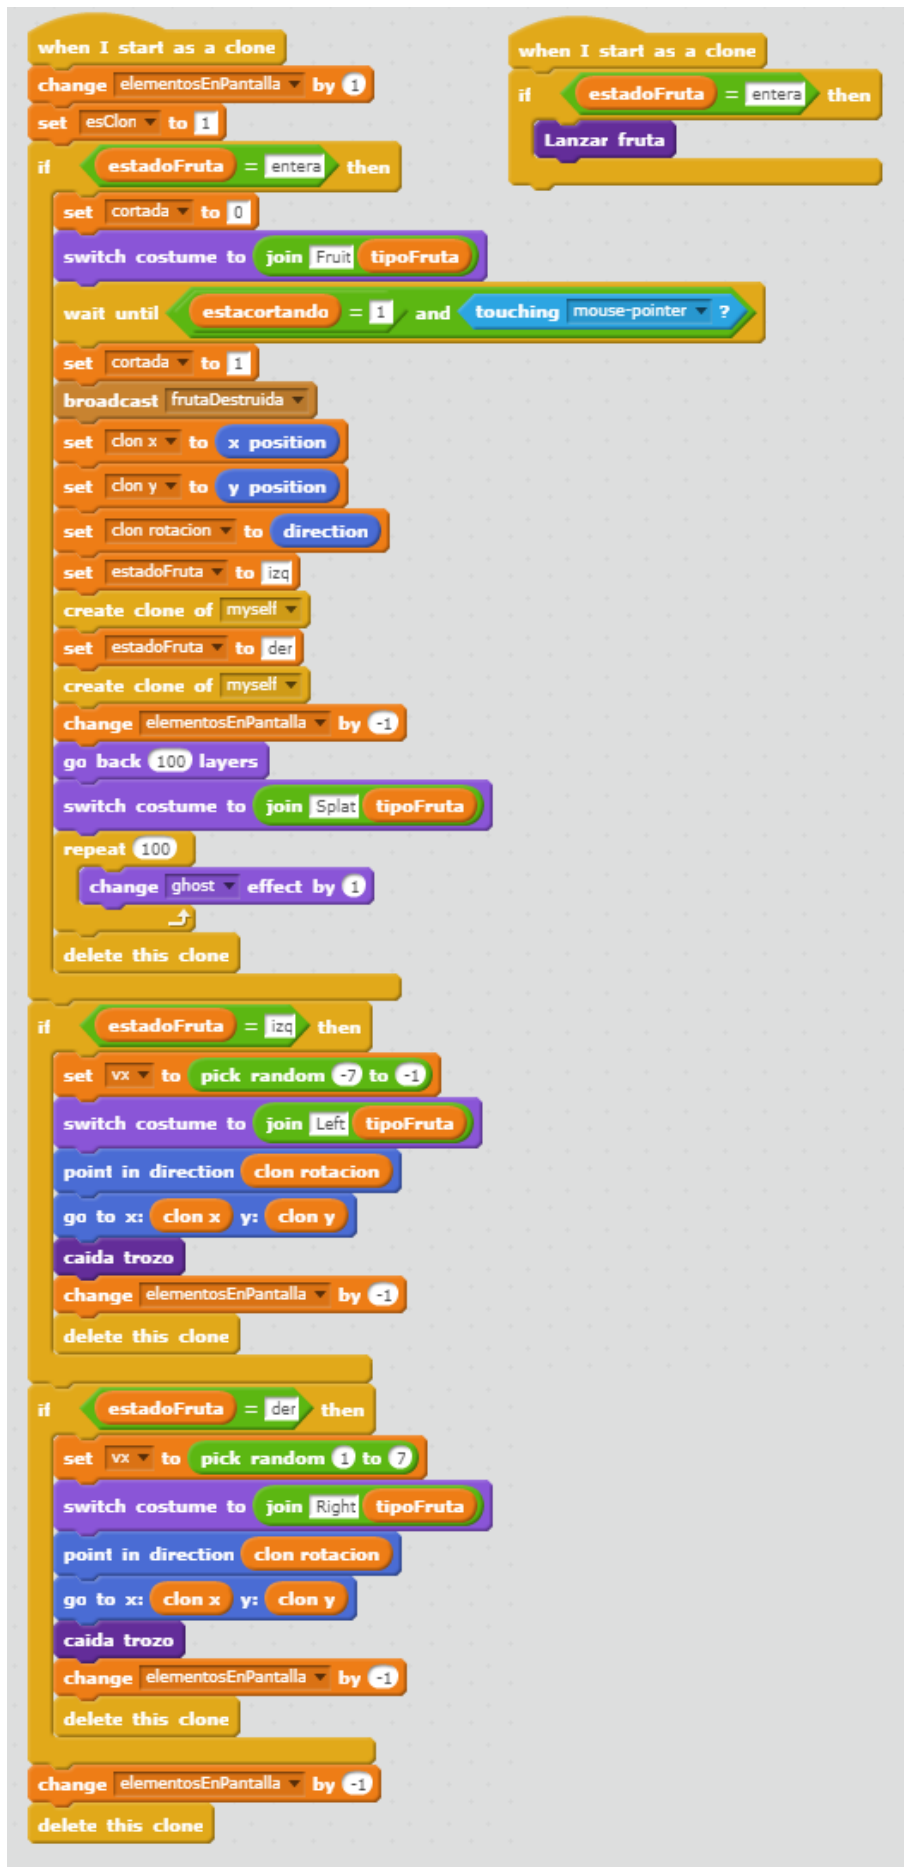 when I start as a clone
change elementosEnPantalla by 1
set esClon to 1
if estadoFruta = entera then
set cortada to 0
switch costume to join Fruit tipoFruta
wait until estacortando = 1 and touching mouse-pointer ?
set cortada to 1
broadcast frutaDestruida
set clon x to x position
set clon y to y position
set clon rotacion to direction
set estadoFruta to izq
create clone of myself
set estadoFruta to der
create clone of myself
change elementosEnPantalla by -1
go back 100 layers
switch costume to join Splat tipoFruta
repeat 100
change ghost effect by 1
delete this clone
if estadoFruta = izq then
set vx to pick random -7 to -1
switch costume to join Left tipoFruta
point in direction clon rotacion
go to x: clon x y: clon y
caida trozo
change elementosEnPantalla by -1
delete this clone
if estadoFruta = der then
set vx to pick random 1 to 7
switch costume to join Right tipoFruta
point in direction clon rotacion
go to x: clon x y: clon y
caida trozo
change elementosEnPantalla by -1
delete this clone
change elementosEnPantalla by -1
delete this clone
when I start as a clone
if estadoFruta = entera then
Lanzar fruta